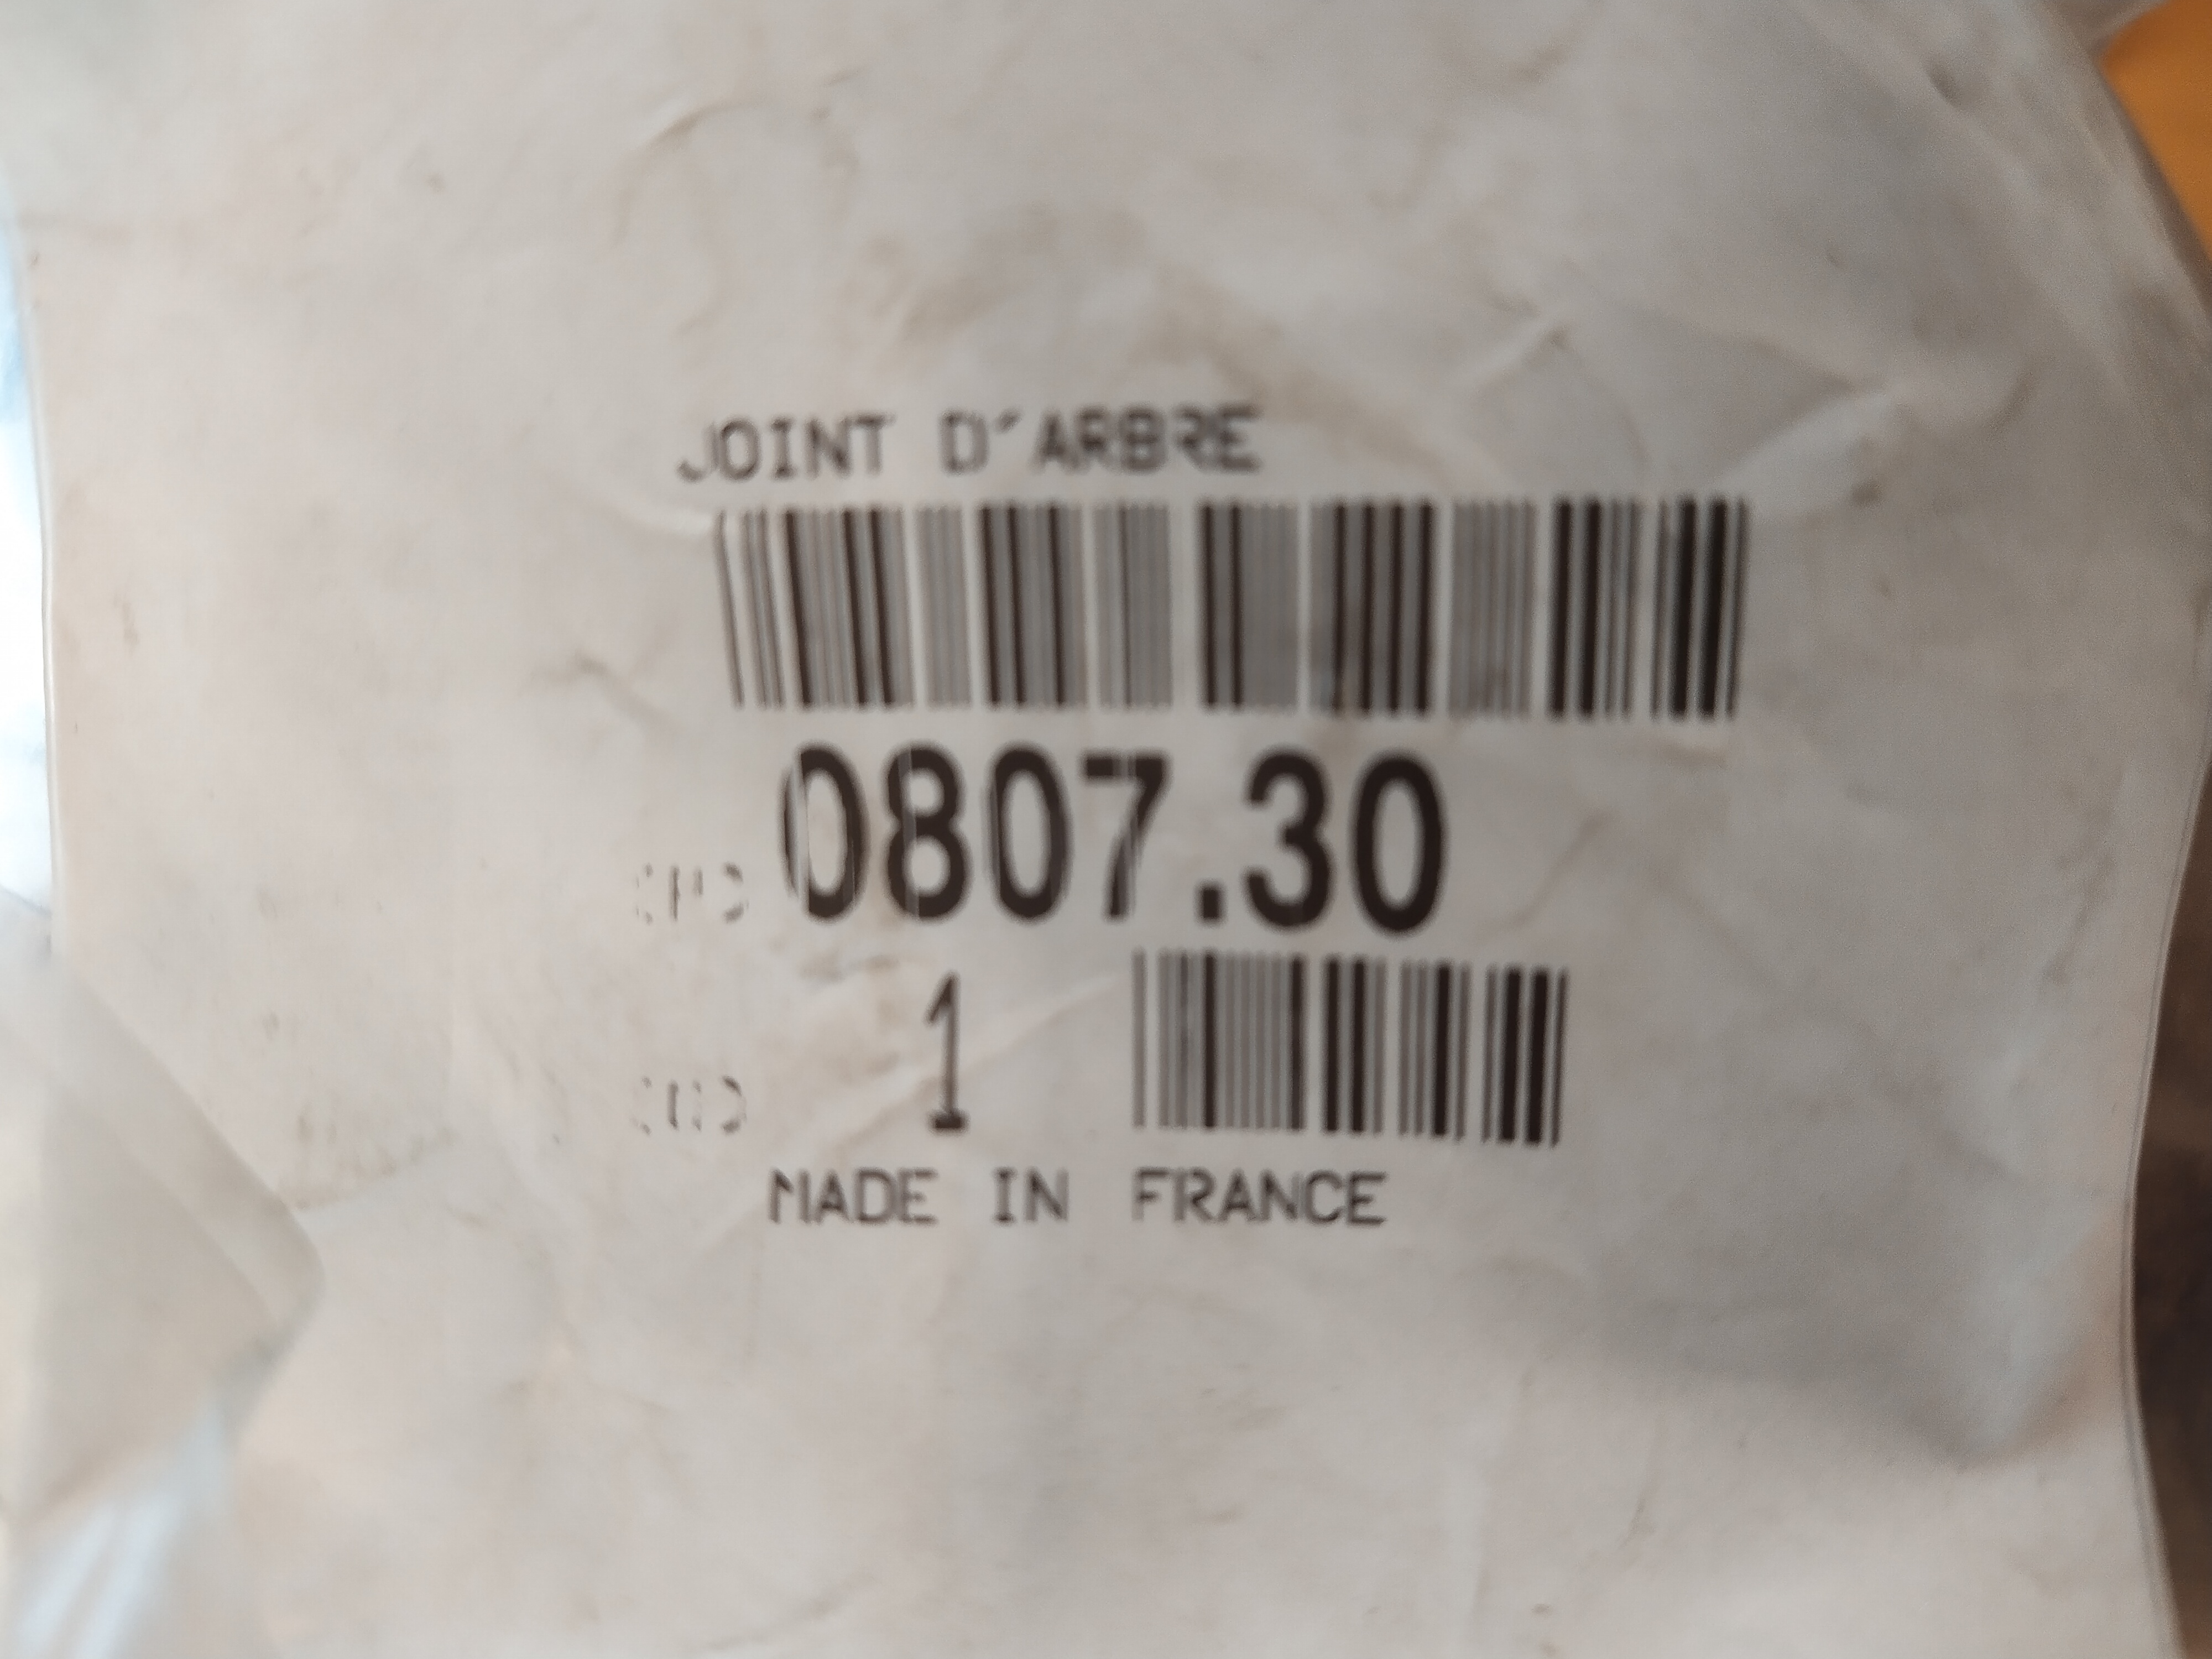 JOINT D'ARBRE
(P) 0807.30
1
MADE IN FRANCE